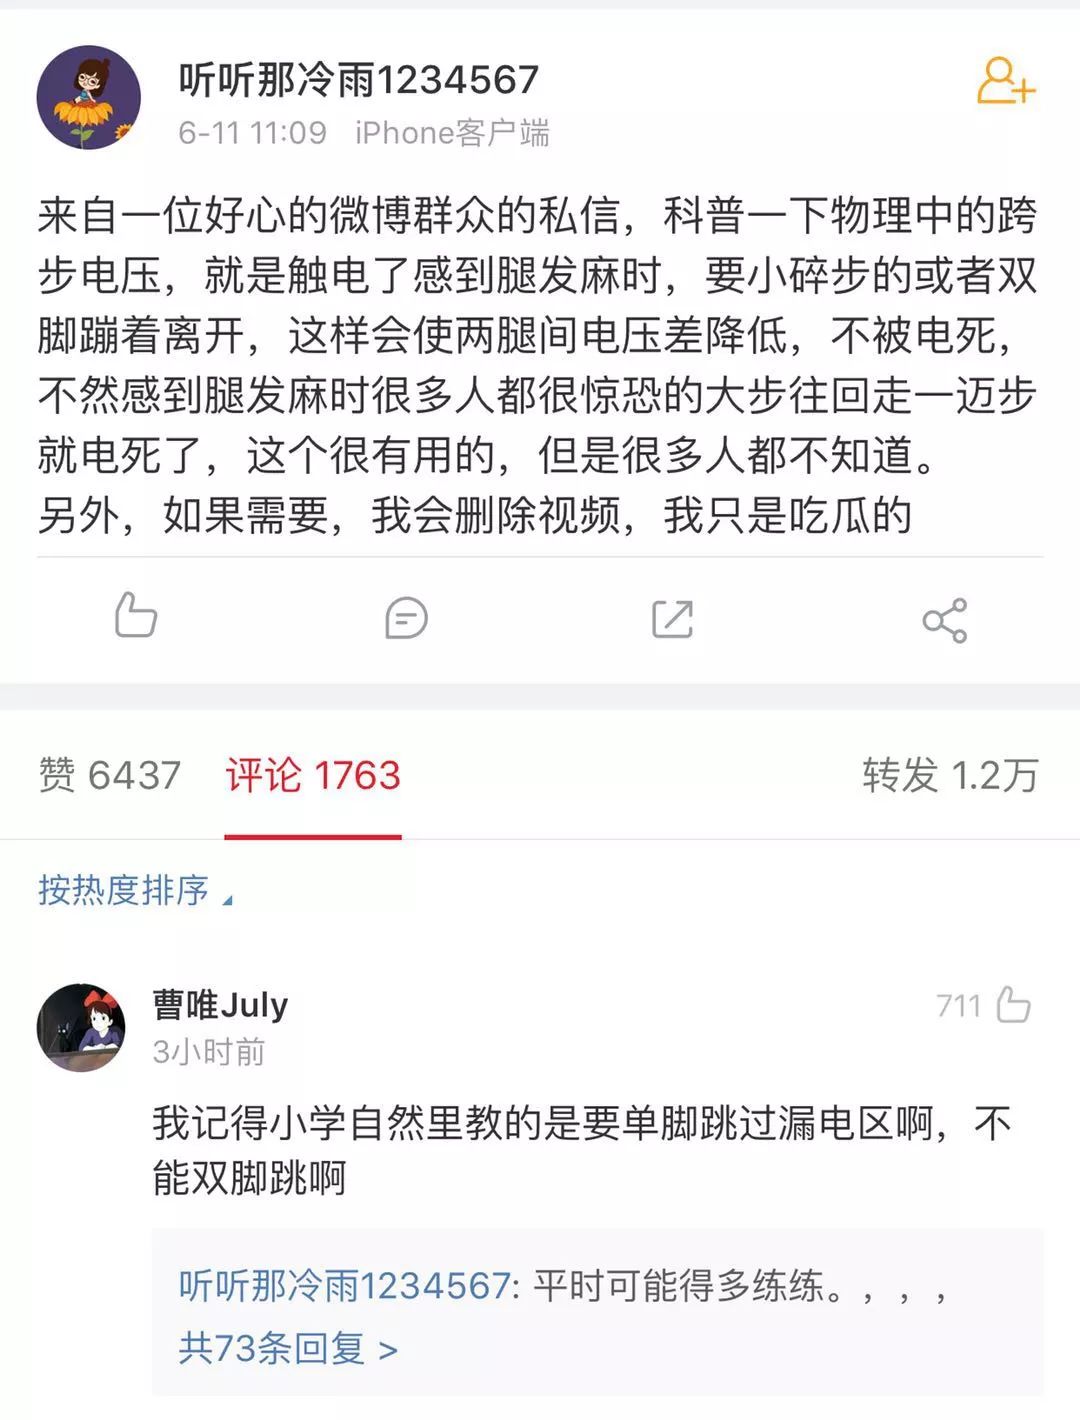 听听那冷雨1234567
6-11 11:09 iPhone客户端
来自一位好心的微博群众的私信，科普一下物理中的跨
步电压，就是触电了感到腿发麻时，要小碎步的或者双
脚蹦着离开，这样会使两腿间电压差降低，不被电死，
不然感到腿发麻时很多人都很惊恐的大步往回走一迈步
就电死了，这个很有用的，但是很多人都不知道。
另外，如果需要，我会删除视频，我只是吃瓜的
赞 6437 评论 1763 转发 1.2万
按热度排序
曹唯July 711
3小时前
我记得小学自然里教的是要单脚跳过漏电区啊，不
能双脚跳啊
听听那冷雨1234567: 平时可能得多练练。，，，
共73条回复 >